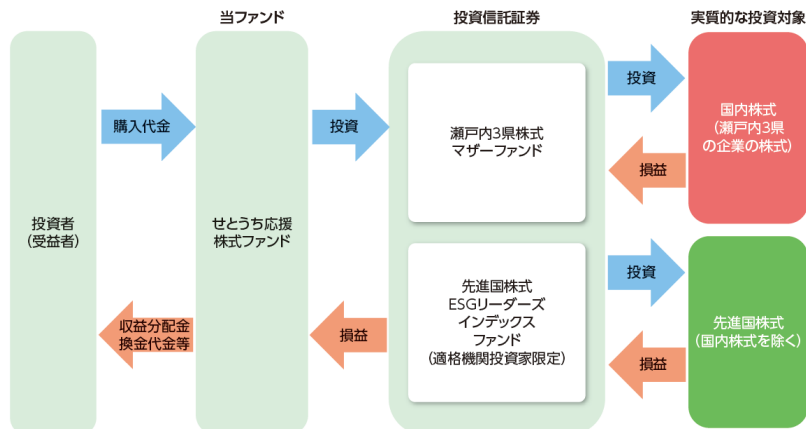 当ファンド
投資信託証券
実質的な投資対象
投資者
(受益者)
購入代金
収益分配金
換金代金等
せとうち応援
株式ファンド
投資
損益
瀬戸内3県株式
マザーファンド
先進国株式
ESGリーダーズ
インデックス
ファンド
(適格機関投資家限定)
投資
損益
国内株式
(瀬戸内3県
の企業の株式)
投資
損益
先進国株式
(国内株式を除く)